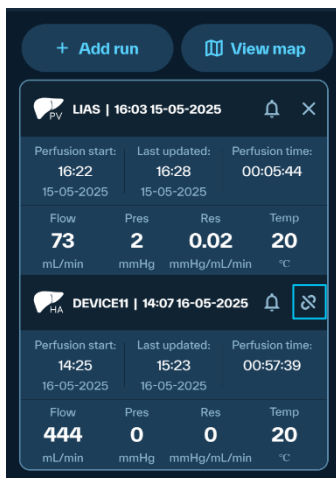 + Add run
View map
PV LIAS | 16:03 15-05-2025
Perfusion start: Last updated: Perfusion time:
16:22 16:28 00:05:44
15-05-2025 15-05-2025
Flow Pres Res Temp
73 2 0.02 20
mL/min mmHg mmHg/mL/min °C
HA DEVICE11 | 14:07 16-05-2025
Perfusion start: Last updated: Perfusion time:
14:25 15:23 00:57:39
16-05-2025 16-05-2025
Flow Pres Res Temp
444 0 0 20
mL/min mmHg mmHg/mL/min °C